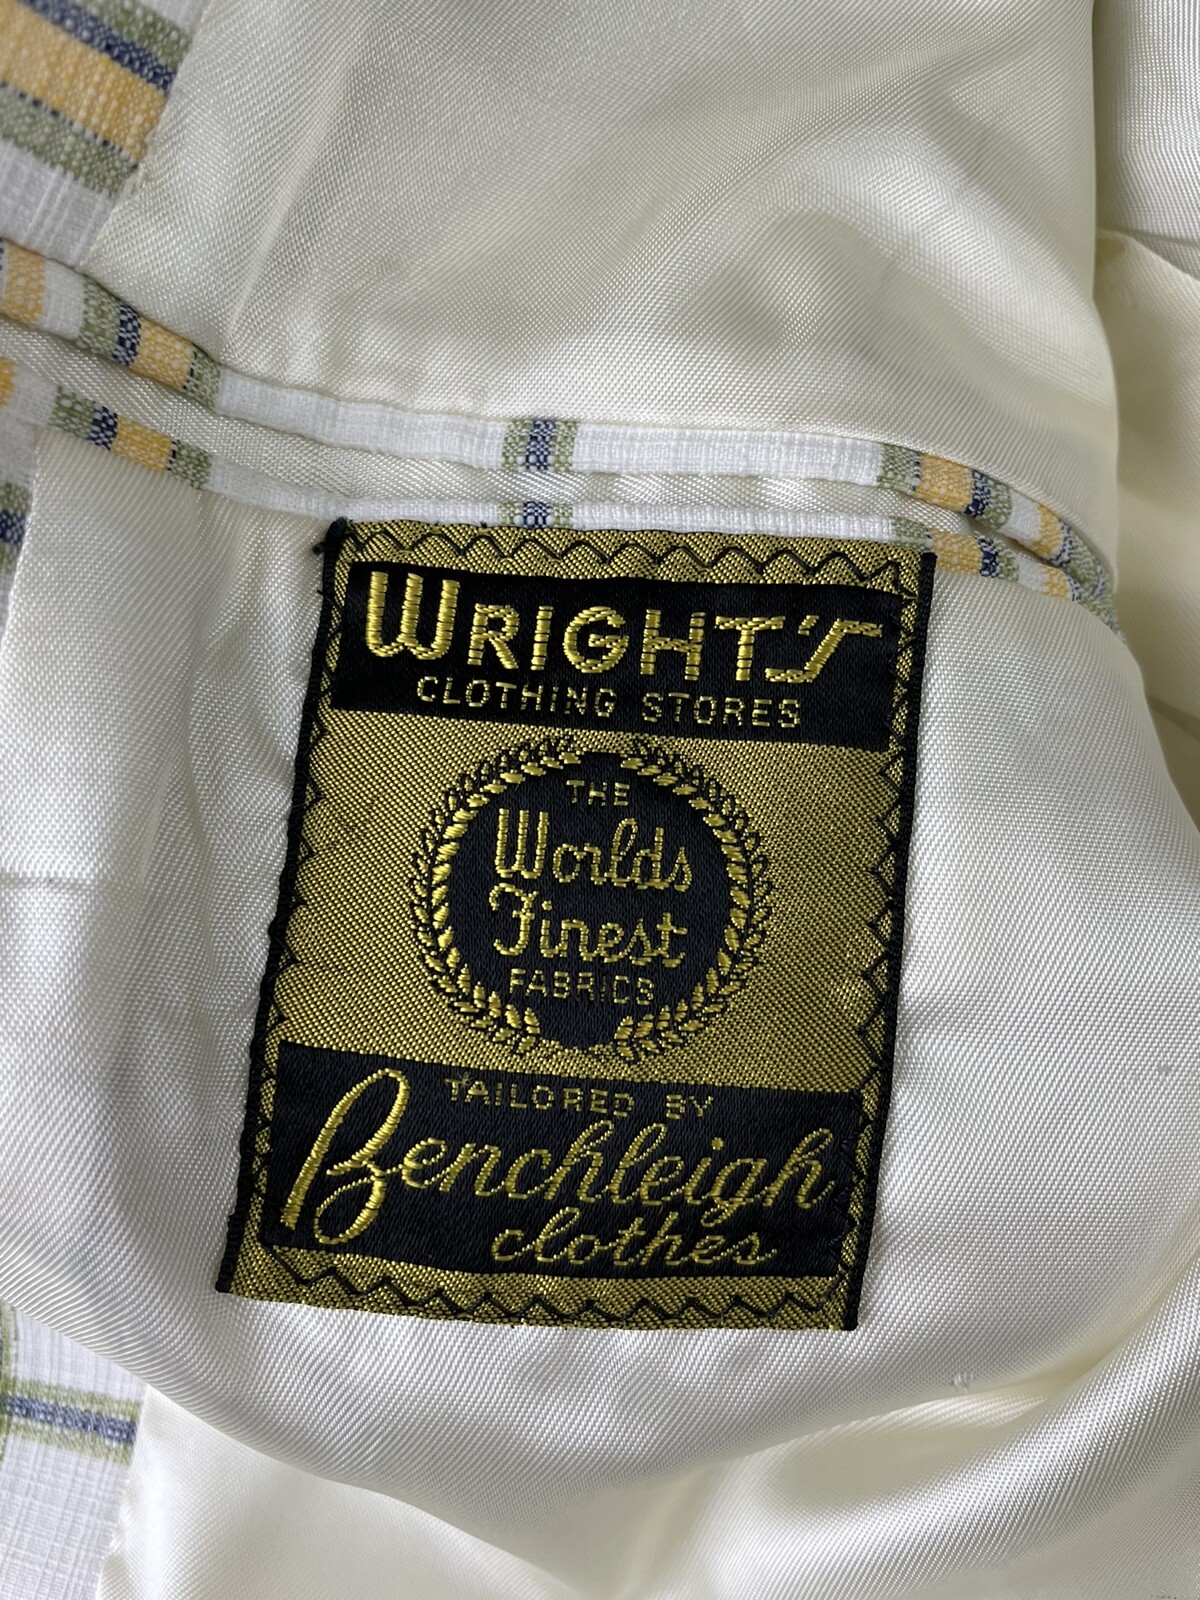 WRIGHT'S
CLOTHING STORES
THE
Worlds
Finest
FABRICS
TAILORED BY
Benchleigh
clothes